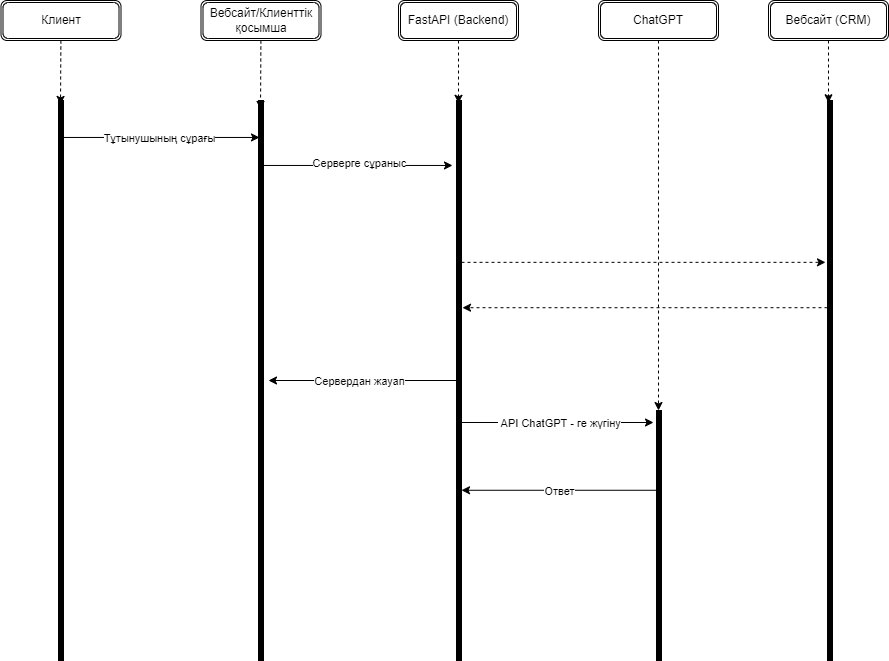 Клиент
Вебсайт/Клиенттік
қосымша
FastAPI (Backend)
ChatGPT
Вебсайт (CRM)
Тұтынушының сұрағы
Серверге сұраныс
Сервердан жауап
API ChatGPT - ге жүгіну
Ответ